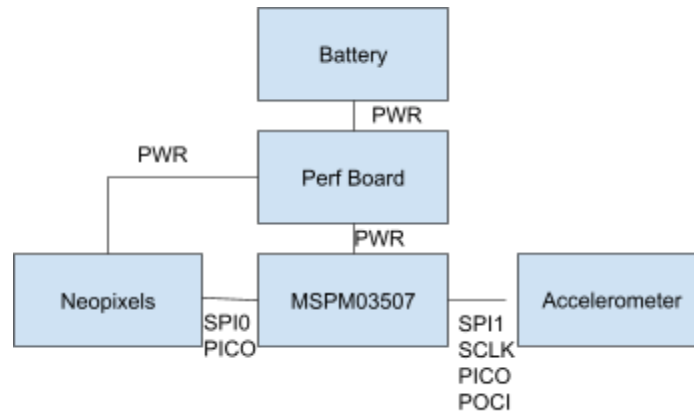 Battery
PWR
PWR
Perf Board
PWR
Neopixels
MSPM03507
Accelerometer
SPI0
PICO
SPI1
SCLK
PICO
POCI